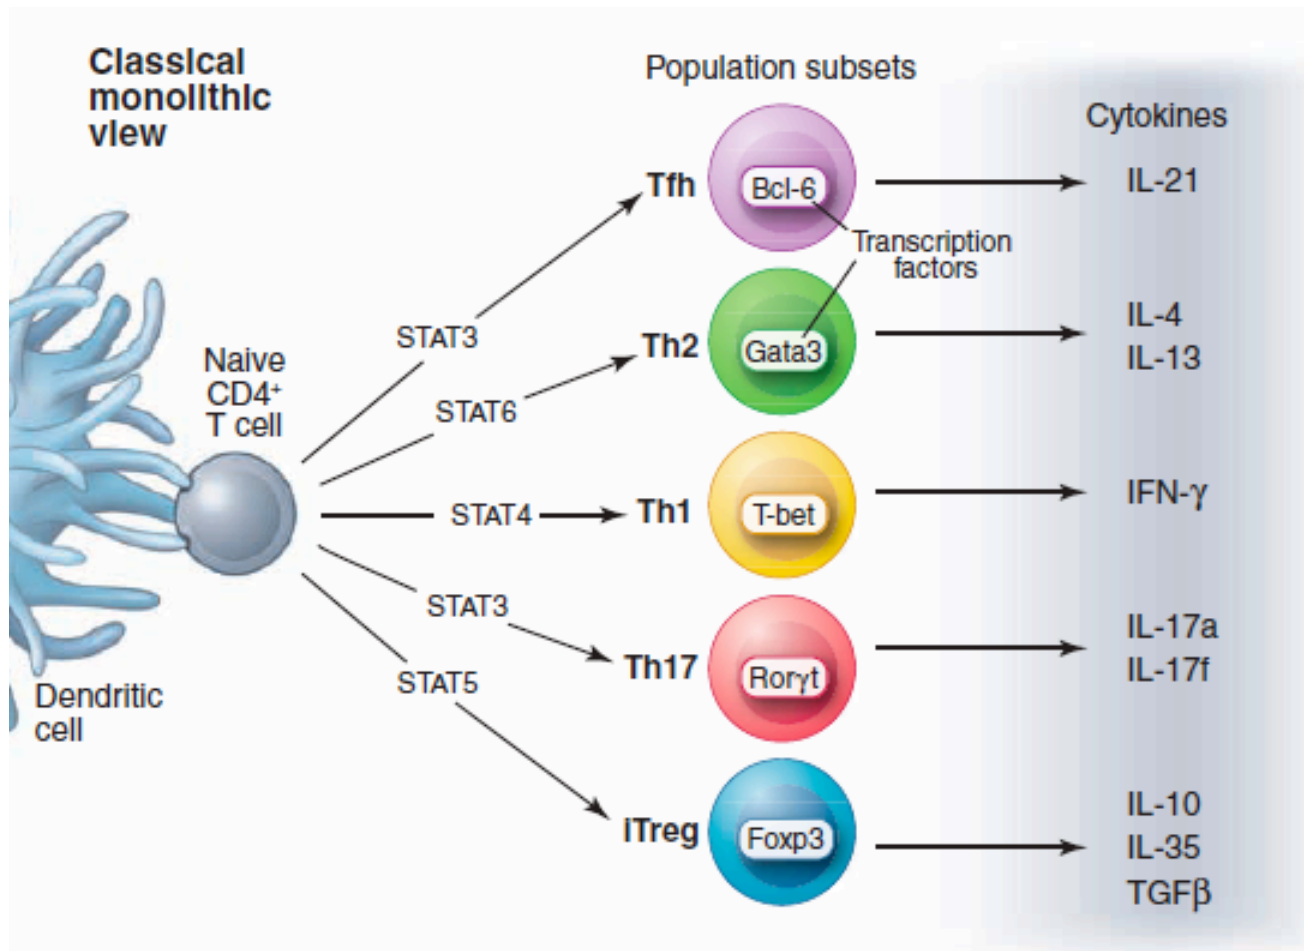 Classical
monolithic
view
Population subsets
Cytokines
Tfh
Bcl-6
IL-21
Transcription
factors
STAT3
Th2
Gata3
IL-4
IL-13
Naive
CD4+
T cell
STAT6
STAT4
Th1
T-bet
IFN-γ
STAT3
Th17
Rorγt
IL-17a
IL-17f
STAT5
Dendritic
cell
iTreg
Foxp3
IL-10
IL-35
TGFβ